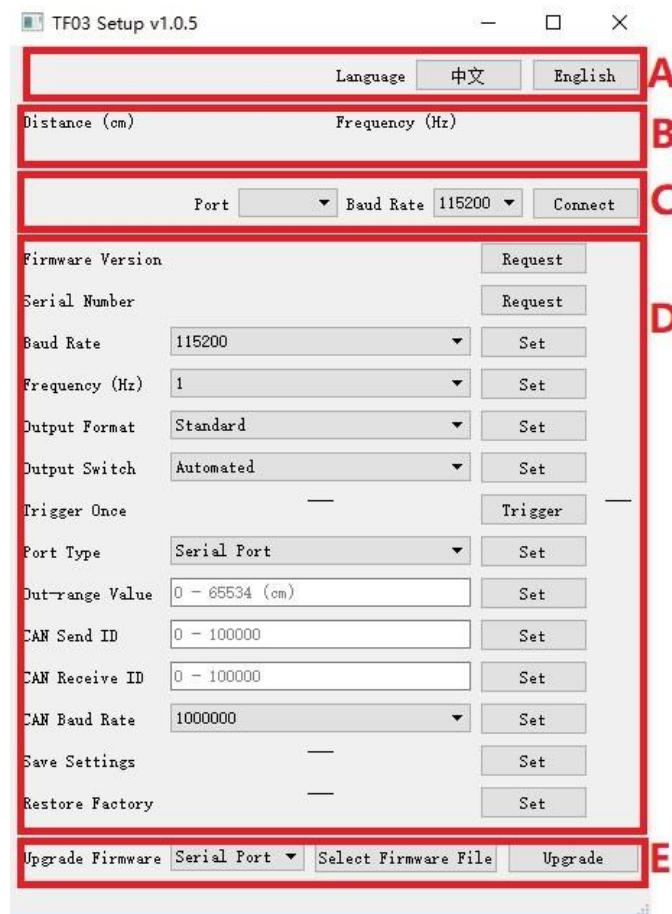 TF03 Setup v1.0.5
Language 中文 English A
Distance (cm) Frequency (Hz) B
Port Baud Rate 115200 Connect C
Firmware Version Request
Serial Number Request D
Baud Rate 115200 Set
Frequency (Hz) 1 Set
Output Format Standard Set
Output Switch Automated Set
Trigger Once — Trigger —
Port Type Serial Port Set
Out-range Value 0 - 65534 (cm) Set
CAN Send ID 0 - 100000 Set
CAN Receive ID 0 - 100000 Set
CAN Baud Rate 1000000 Set
Save Settings — Set
Restore Factory — Set
Upgrade Firmware Serial Port Select Firmware File Upgrade E